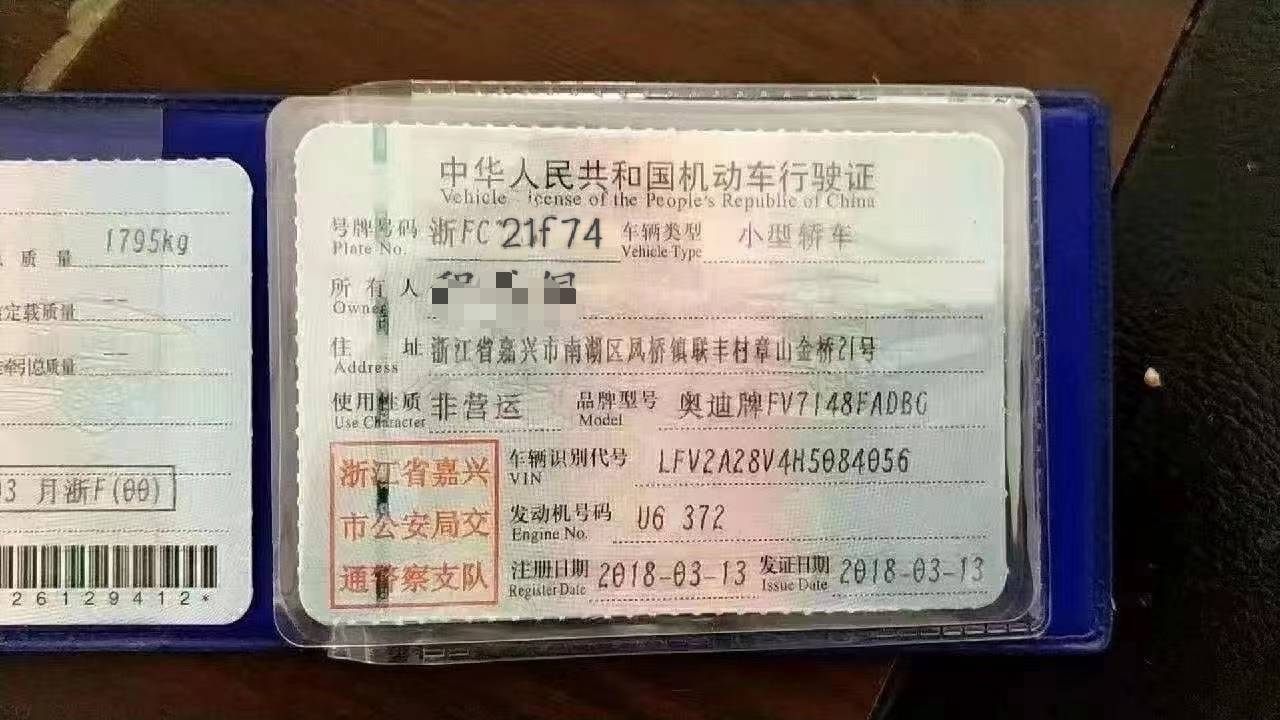 质 量 1795kg
定载质量 --
牵引总质量 --
03 月浙F(00)
26129412*
中华人民共和国机动车行驶证
Vehicle License of the People's Republic of China
号牌号码 浙FC 21f74 车辆类型 小型轿车
Plate No. Vehicle Type
所有人
Owner
住 址 浙江省嘉兴市南湖区凤桥镇联丰村章山金桥21号
Address
使用性质 非营运 品牌型号 奥迪牌FV7148FADBG
Use Character Model
浙江省嘉兴
市公安局交
通警察支队
车辆识别代号 LFV2A28V4H5084056
VIN
发动机号码 U6 372
Engine No.
注册日期 2018-03-13 发证日期 2018-03-13
Register Date Issue Date